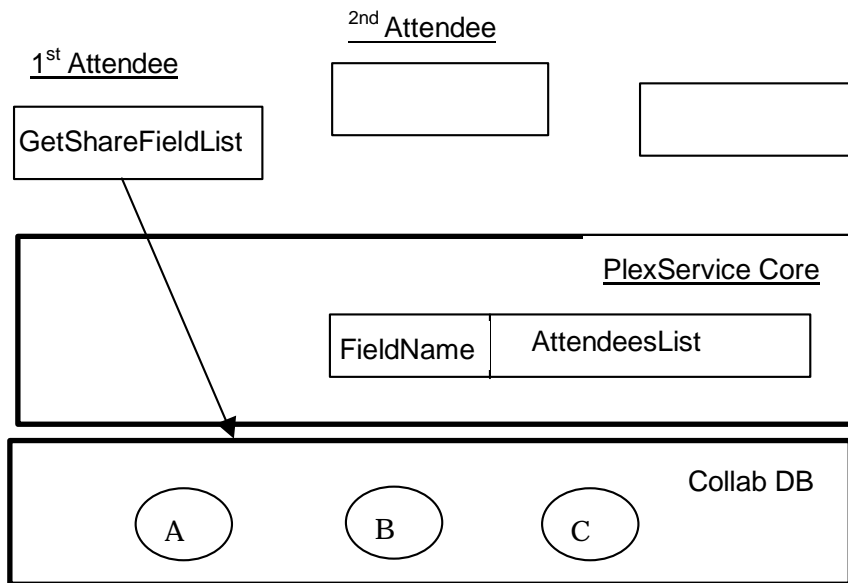 2nd Attendee
1st Attendee
GetShareFieldList
PlexService Core
FieldName
AttendeesList
Collab DB
A
B
C